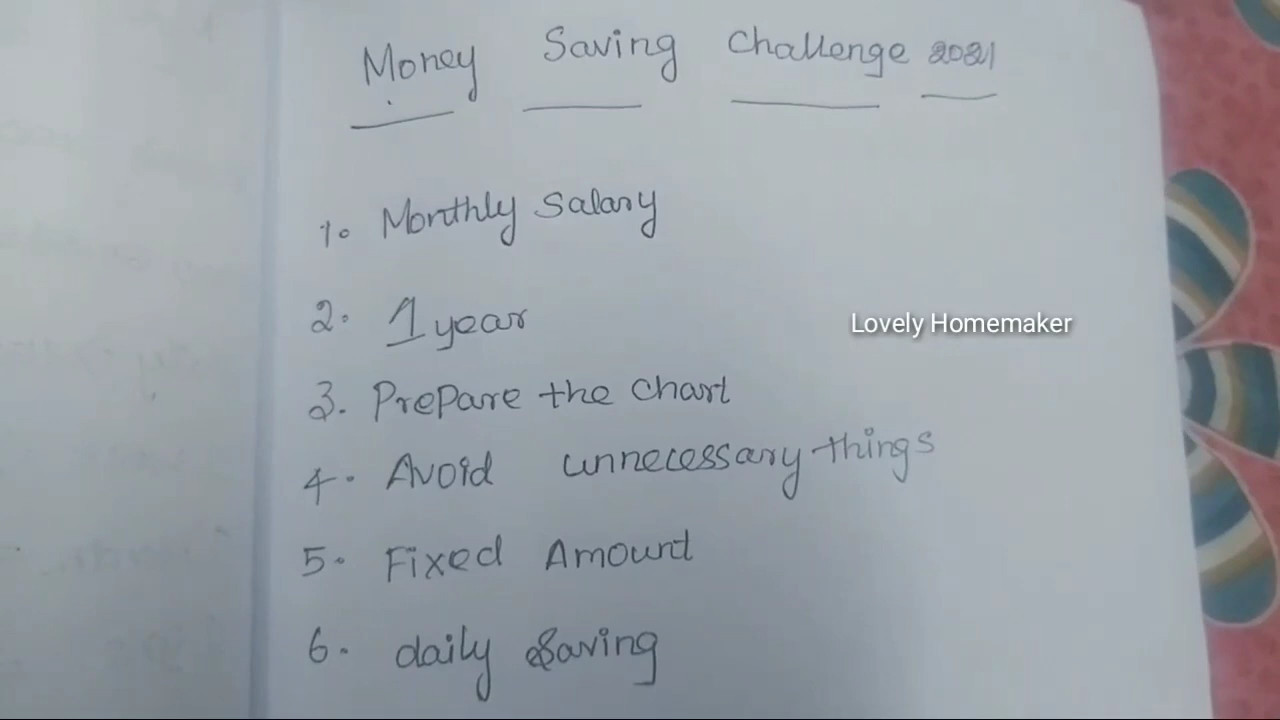 Money Saving Challenge 2021
1. Monthly Salary
2. 1 year
Lovely Homemaker
3. Prepare the chart
4. Avoid unnecessary things
5. Fixed Amount
6. daily Saving